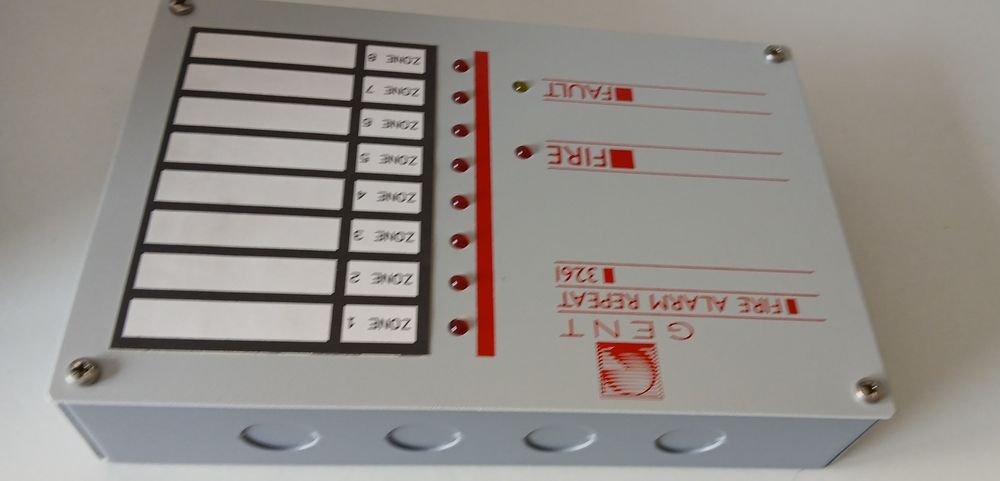 GENT
FIRE ALARM REPEAT
3261
FIRE
FAULT
ZONE 1
ZONE 2
ZONE 3
ZONE 4
ZONE 5
ZONE 6
ZONE 7
ZONE 8